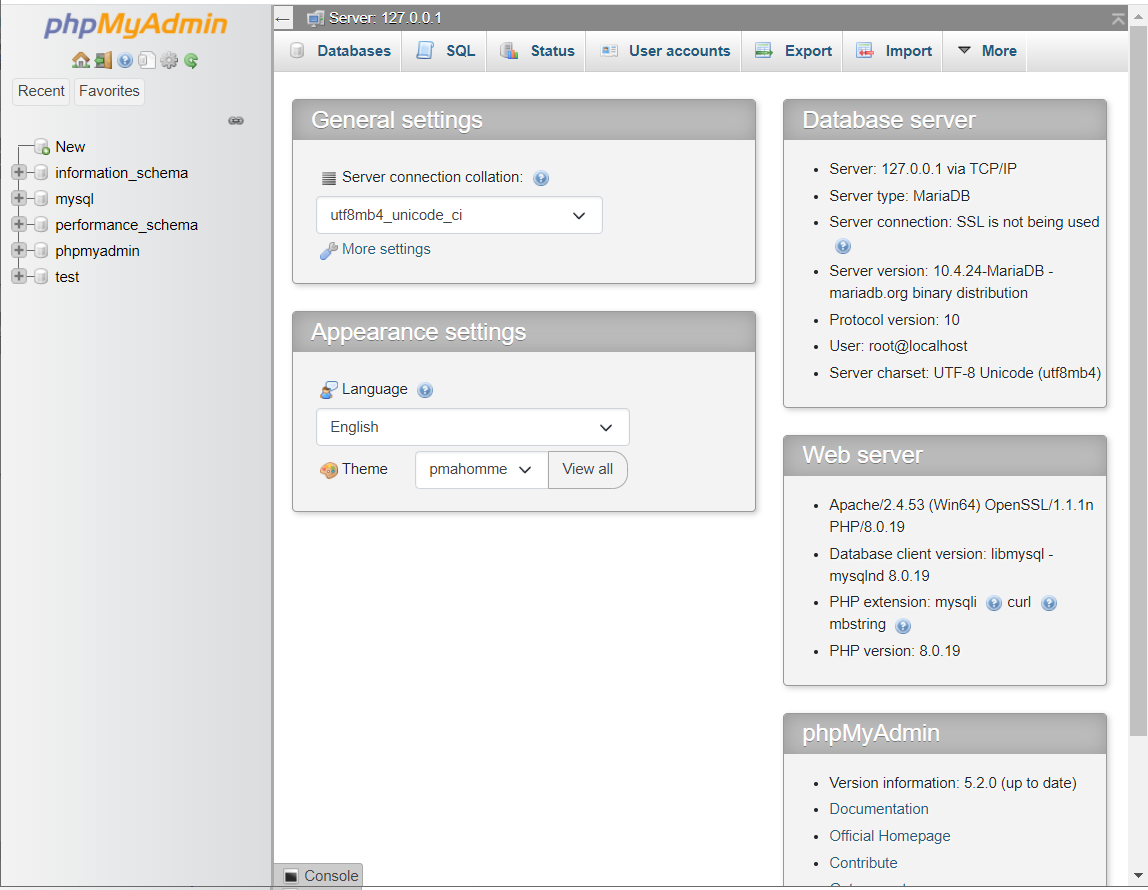 phpMyAdmin
Recent Favorites
New
information_schema
mysql
performance_schema
phpmyadmin
test
Server: 127.0.0.1
Databases SQL Status User accounts Export Import More
General settings
Server connection collation:
utf8mb4_unicode_ci
More settings
Appearance settings
Language
English
Theme pmahomme View all
Database server
Server: 127.0.0.1 via TCP/IP
Server type: MariaDB
Server connection: SSL is not being used
Server version: 10.4.24-MariaDB -
mariadb.org binary distribution
Protocol version: 10
User: root@localhost
Server charset: UTF-8 Unicode (utf8mb4)
Web server
Apache/2.4.53 (Win64) OpenSSL/1.1.1n
PHP/8.0.19
Database client version: libmysql -
mysqlnd 8.0.19
PHP extension: mysqli curl
mbstring
PHP version: 8.0.19
phpMyAdmin
Version information: 5.2.0 (up to date)
Documentation
Official Homepage
Contribute
Console